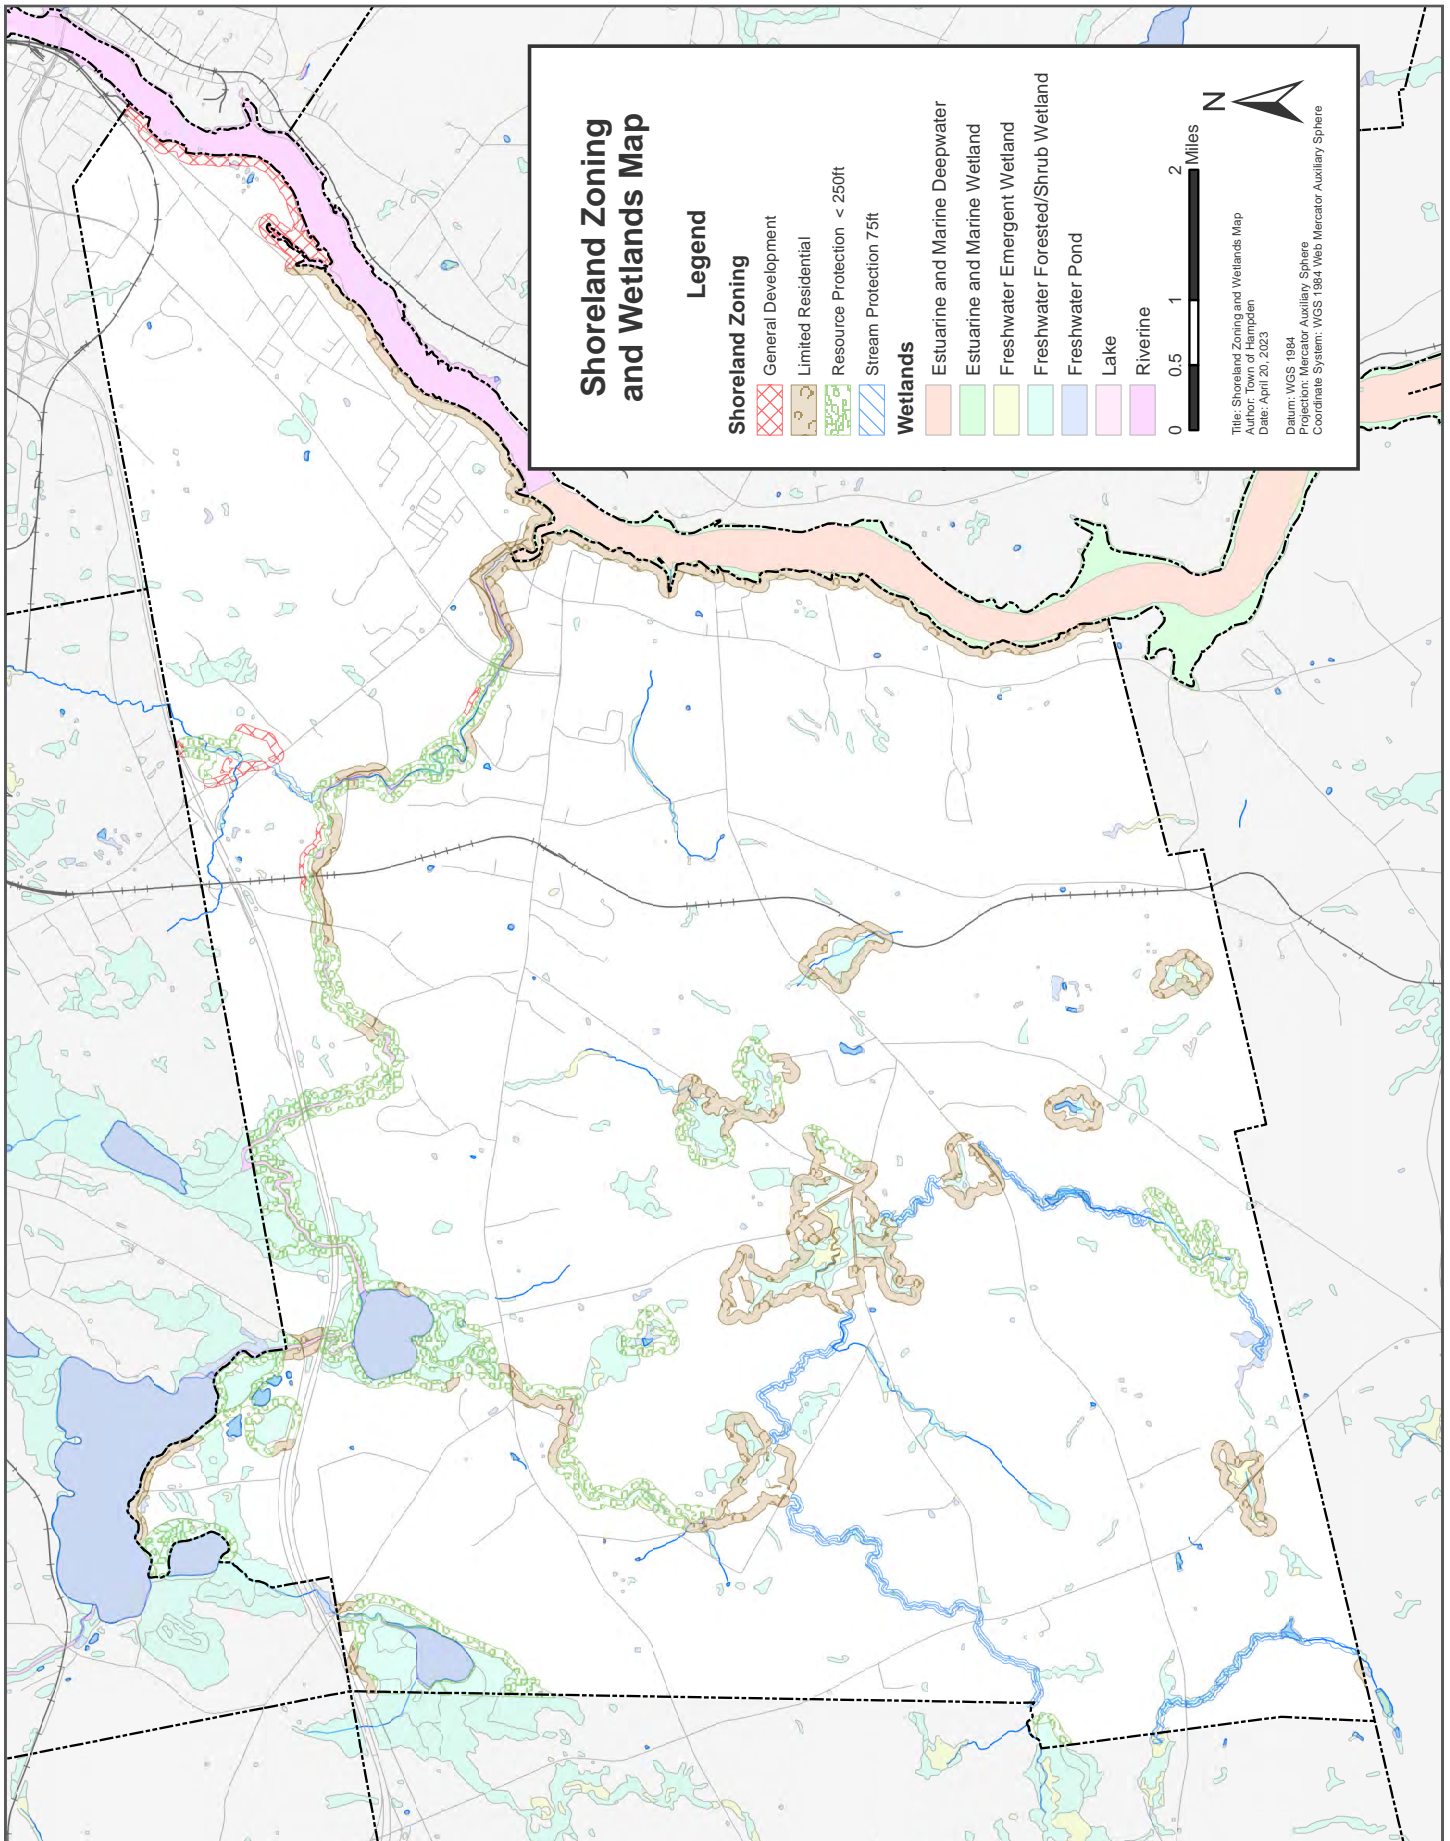 Shoreland Zoning
and Wetlands Map
Legend
Shoreland Zoning
General Development
Limited Residential
Resource Protection < 250ft
Stream Protection 75ft
Wetlands
Estuarine and Marine Deepwater
Estuarine and Marine Wetland
Freshwater Emergent Wetland
Freshwater Forested/Shrub Wetland
Freshwater Pond
Lake
Riverine
0 0.5 1 2
Miles
N
Title: Shoreland Zoning and Wetlands Map
Author: Town of Hampden
Date: April 20, 2023
Datum: WGS 1984
Projection: Mercator Auxiliary Sphere
Coordinate System: WGS 1984 Web Mercator Auxiliary Sphere